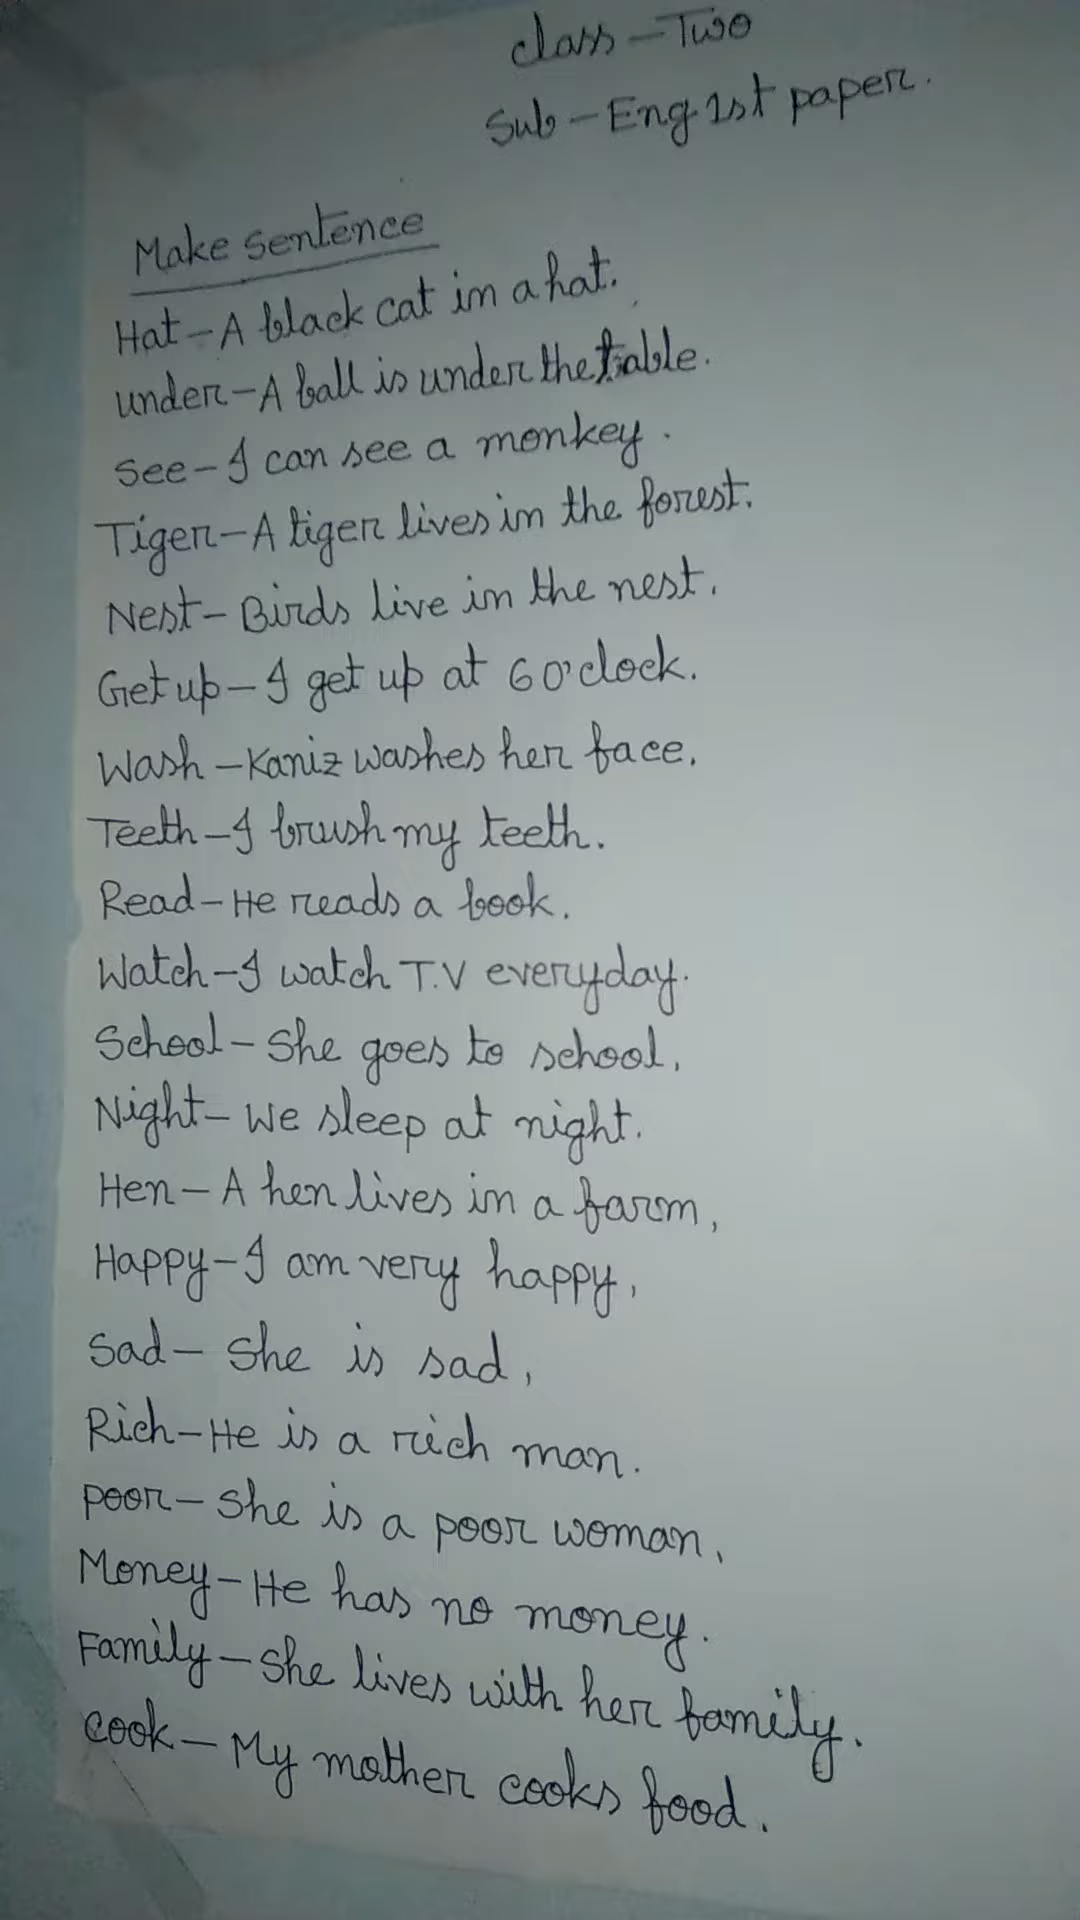 class - Two
Sub - Eng 1st paper.
Make sentence
Hat - A black cat in a hat.
under - A ball is under the table.
See - I can see a monkey.
Tiger - A tiger lives in the forest.
Nest - Birds live in the nest.
Get up - I get up at 6 o'clock.
Wash - Kaniz washes her face.
Teeth - I brush my teeth.
Read - He reads a book.
Watch - I watch T.V everyday.
School - She goes to school.
Night - We sleep at night.
Hen - A hen lives in a farm,
Happy - I am very happy,
Sad - She is sad,
Rich - He is a rich man.
poor - She is a poor woman,
Money - He has no money.
Family - She lives with her family.
cook - My mother cooks food.